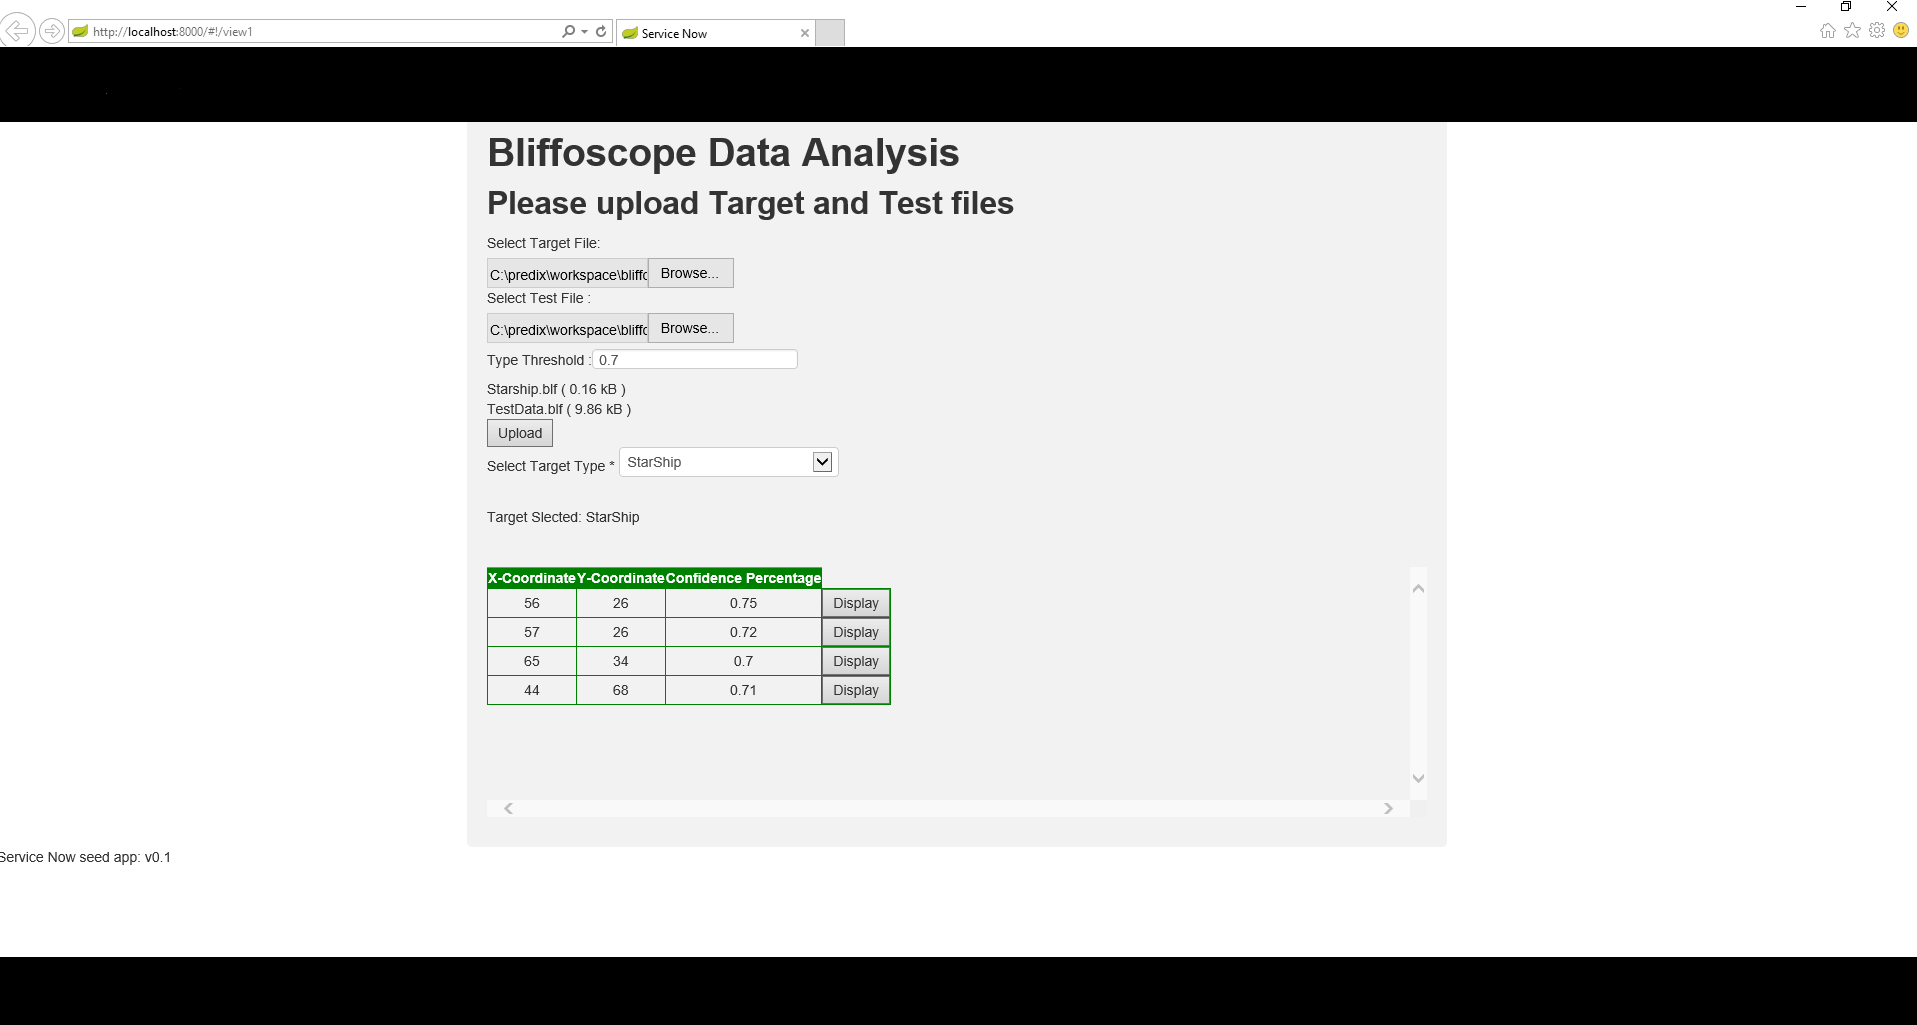 http://localhost:8000/#!/view1
Service Now
Bliffoscope Data Analysis
Please upload Target and Test files
Select Target File:
C:\predix\workspace\bliffo Browse...
Select Test File :
C:\predix\workspace\bliffo Browse...
Type Threshold : 0.7
Starship.blf ( 0.16 kB )
TestData.blf ( 9.86 kB )
Upload
Select Target Type * StarShip
Target Slected: StarShip
X-Coordinate Y-Coordinate Confidence Percentage
56 26 0.75 Display
57 26 0.72 Display
65 34 0.7 Display
44 68 0.71 Display
Service Now seed app: v0.1